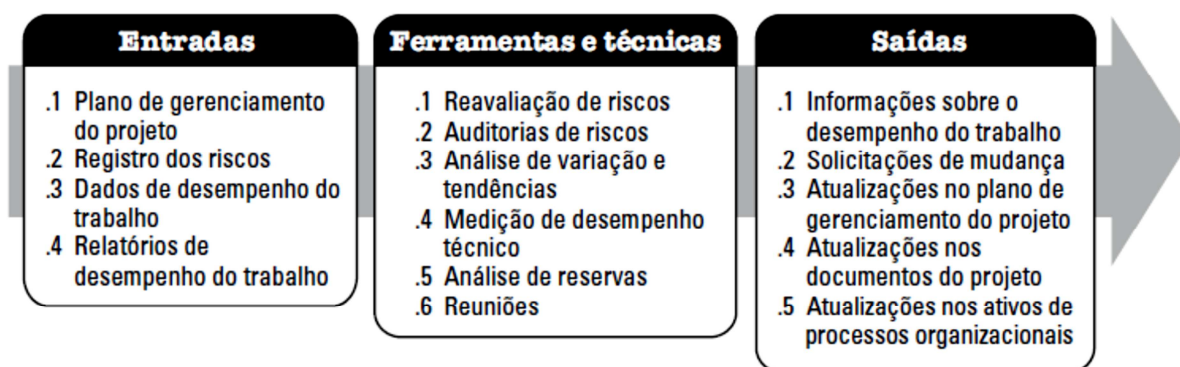 Entradas
.1 Plano de gerenciamento
do projeto
.2 Registro dos riscos
.3 Dados de desempenho do
trabalho
.4 Relatórios de
desempenho do trabalho
Ferramentas e técnicas
.1 Reavaliação de riscos
.2 Auditorias de riscos
.3 Análise de variação e
tendências
.4 Medição de desempenho
técnico
.5 Análise de reservas
.6 Reuniões
Saídas
.1 Informações sobre o
desempenho do trabalho
.2 Solicitações de mudança
.3 Atualizações no plano de
gerenciamento do projeto
.4 Atualizações nos
documentos do projeto
.5 Atualizações nos ativos de
processos organizacionais